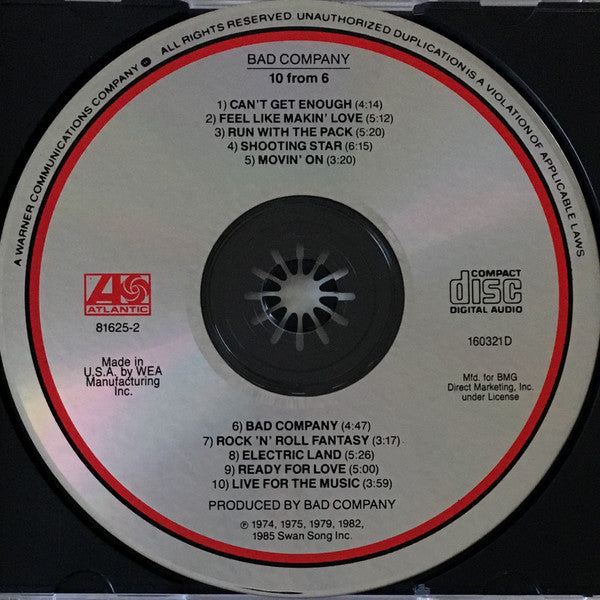 A WARNER COMMUNICATIONS COMPANY ALL RIGHTS RESERVED UNAUTHORIZED DUPLICATION IS A VIOLATION OF APPLICABLE LAWS
BAD COMPANY
10 from 6
1) CAN'T GET ENOUGH (4:14)
2) FEEL LIKE MAKIN' LOVE (5:12)
3) RUN WITH THE PACK (5:20)
4) SHOOTING STAR (6:15)
5) MOVIN' ON (3:20)
ATLANTIC
81625-2
COMPACT
disc
DIGITAL AUDIO
160321D
Made in
U.S.A. by WEA
Manufacturing
Inc.
Mfd. for BMG
Direct Marketing, Inc.
under License
6) BAD COMPANY (4:47)
7) ROCK 'N' ROLL FANTASY (3:17)
8) ELECTRIC LAND (5:26)
9) READY FOR LOVE (5:00)
10) LIVE FOR THE MUSIC (3:59)
PRODUCED BY BAD COMPANY
℗ 1974, 1975, 1979, 1982,
1985 Swan Song Inc.